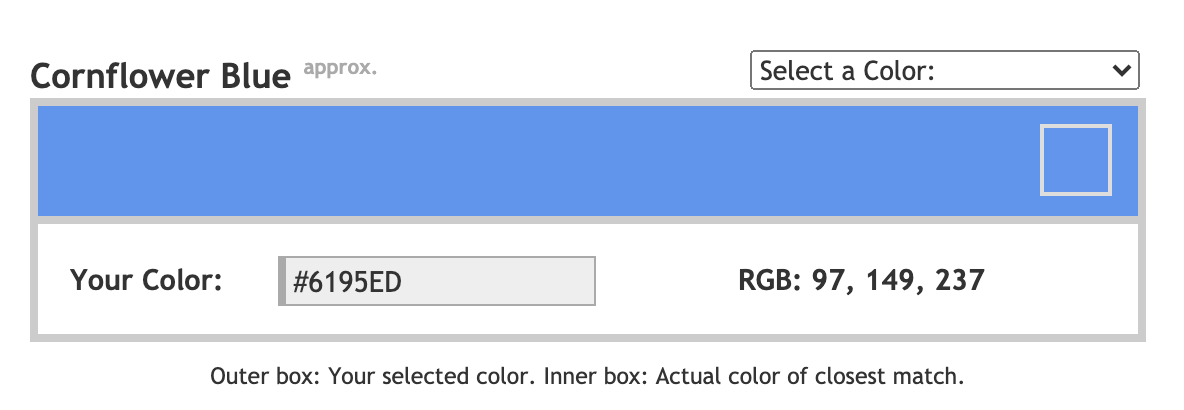 Cornflower Blue approx.
Select a Color:
Your Color: #6195ED RGB: 97, 149, 237
Outer box: Your selected color. Inner box: Actual color of closest match.